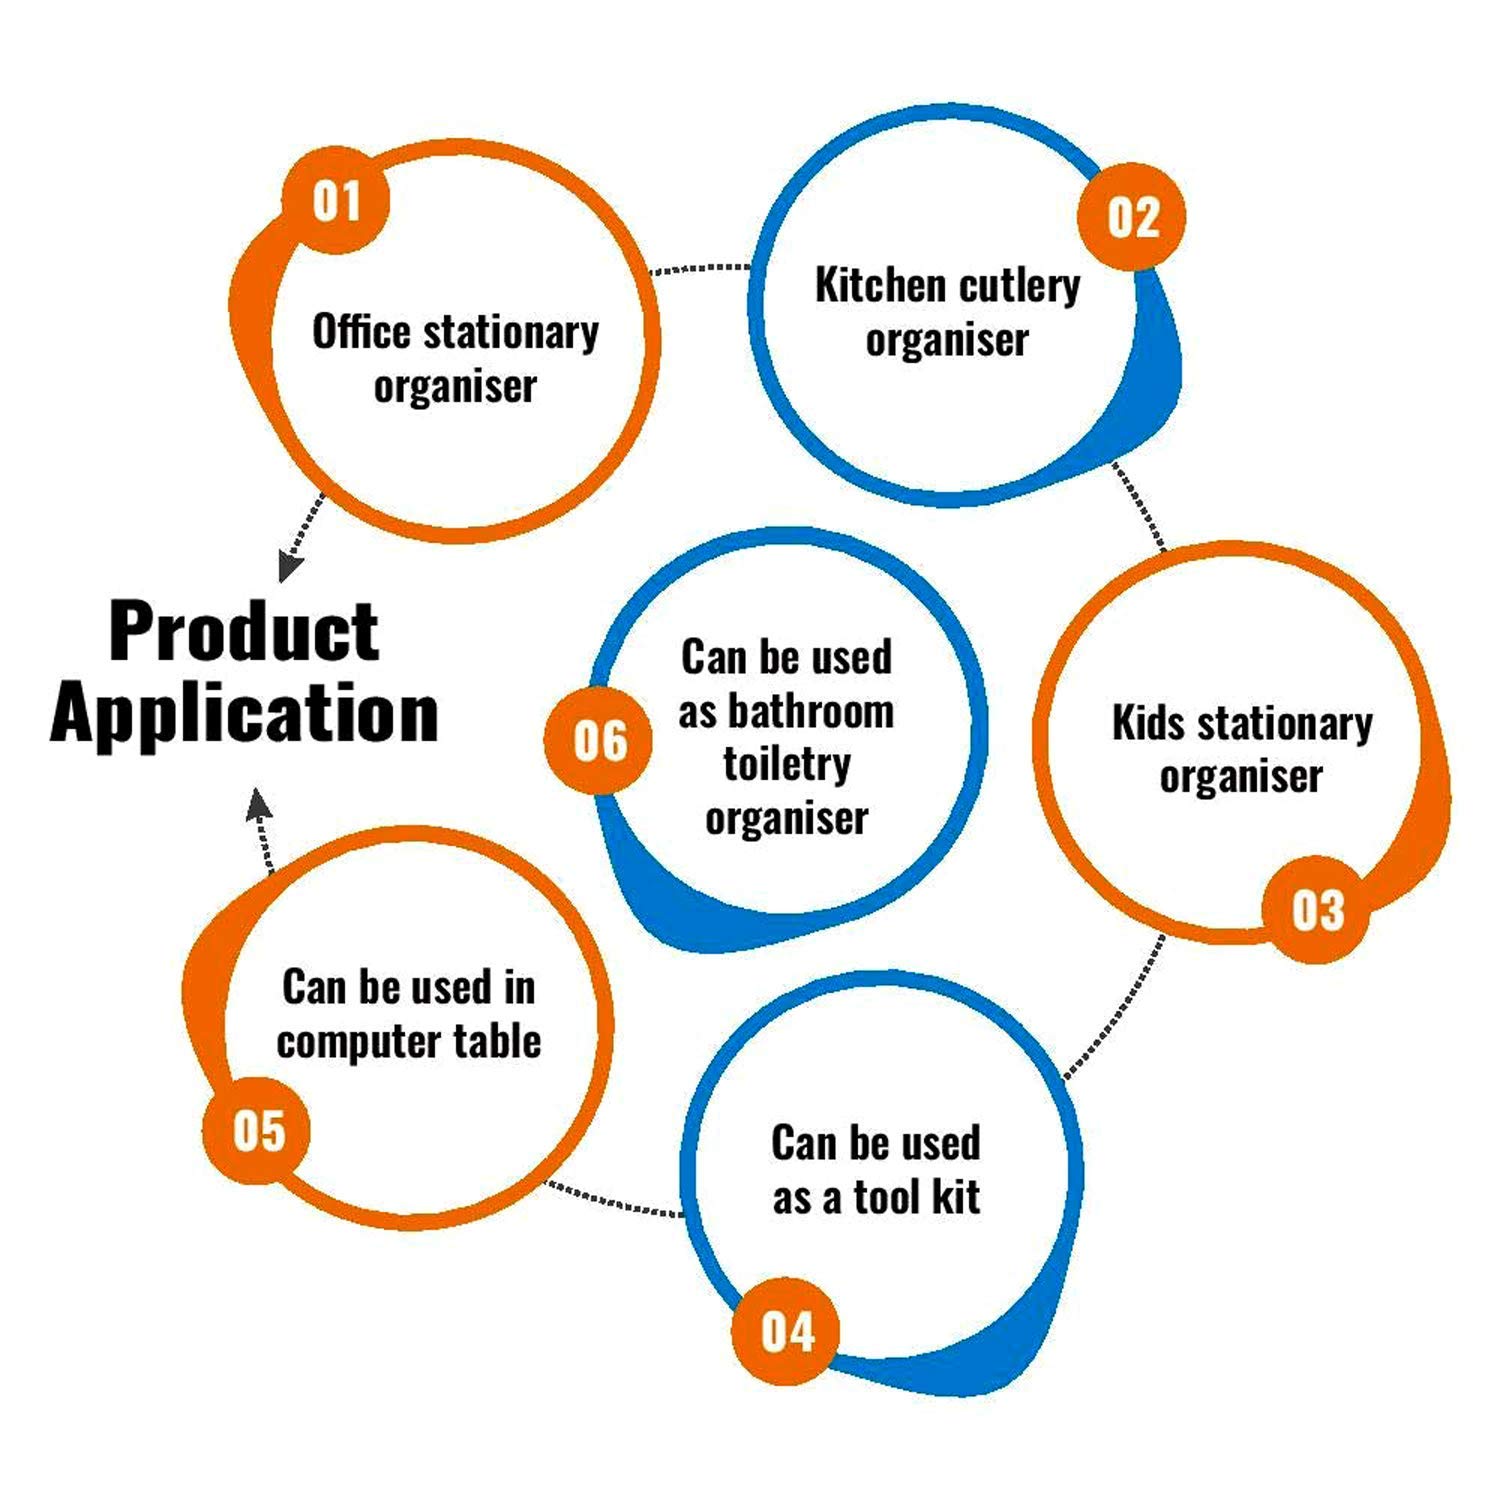 Product
Application
01
Office stationary
organiser
02
Kitchen cutlery
organiser
03
Kids stationary
organiser
04
Can be used
as a tool kit
05
Can be used in
computer table
06
Can be used
as bathroom
toiletry
organiser